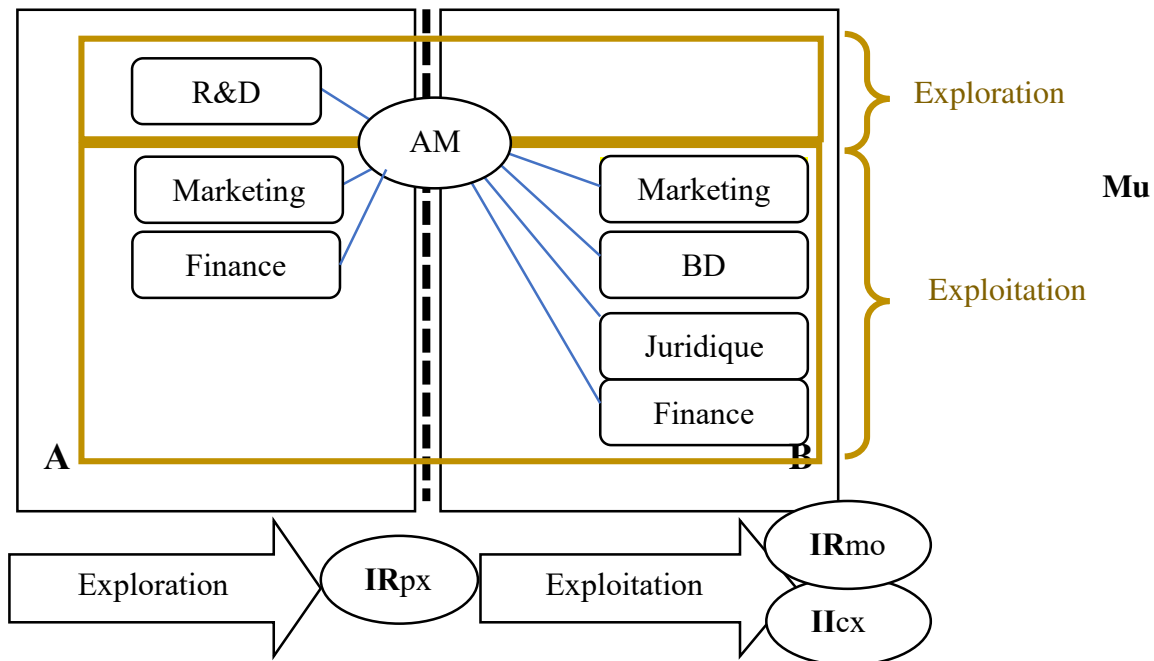 R&D
Exploration
AM
Marketing
Marketing
Mu
Finance
BD
Exploitation
Juridique
Finance
A
B
Exploration
IRpx
Exploitation
IRmo
IIcx